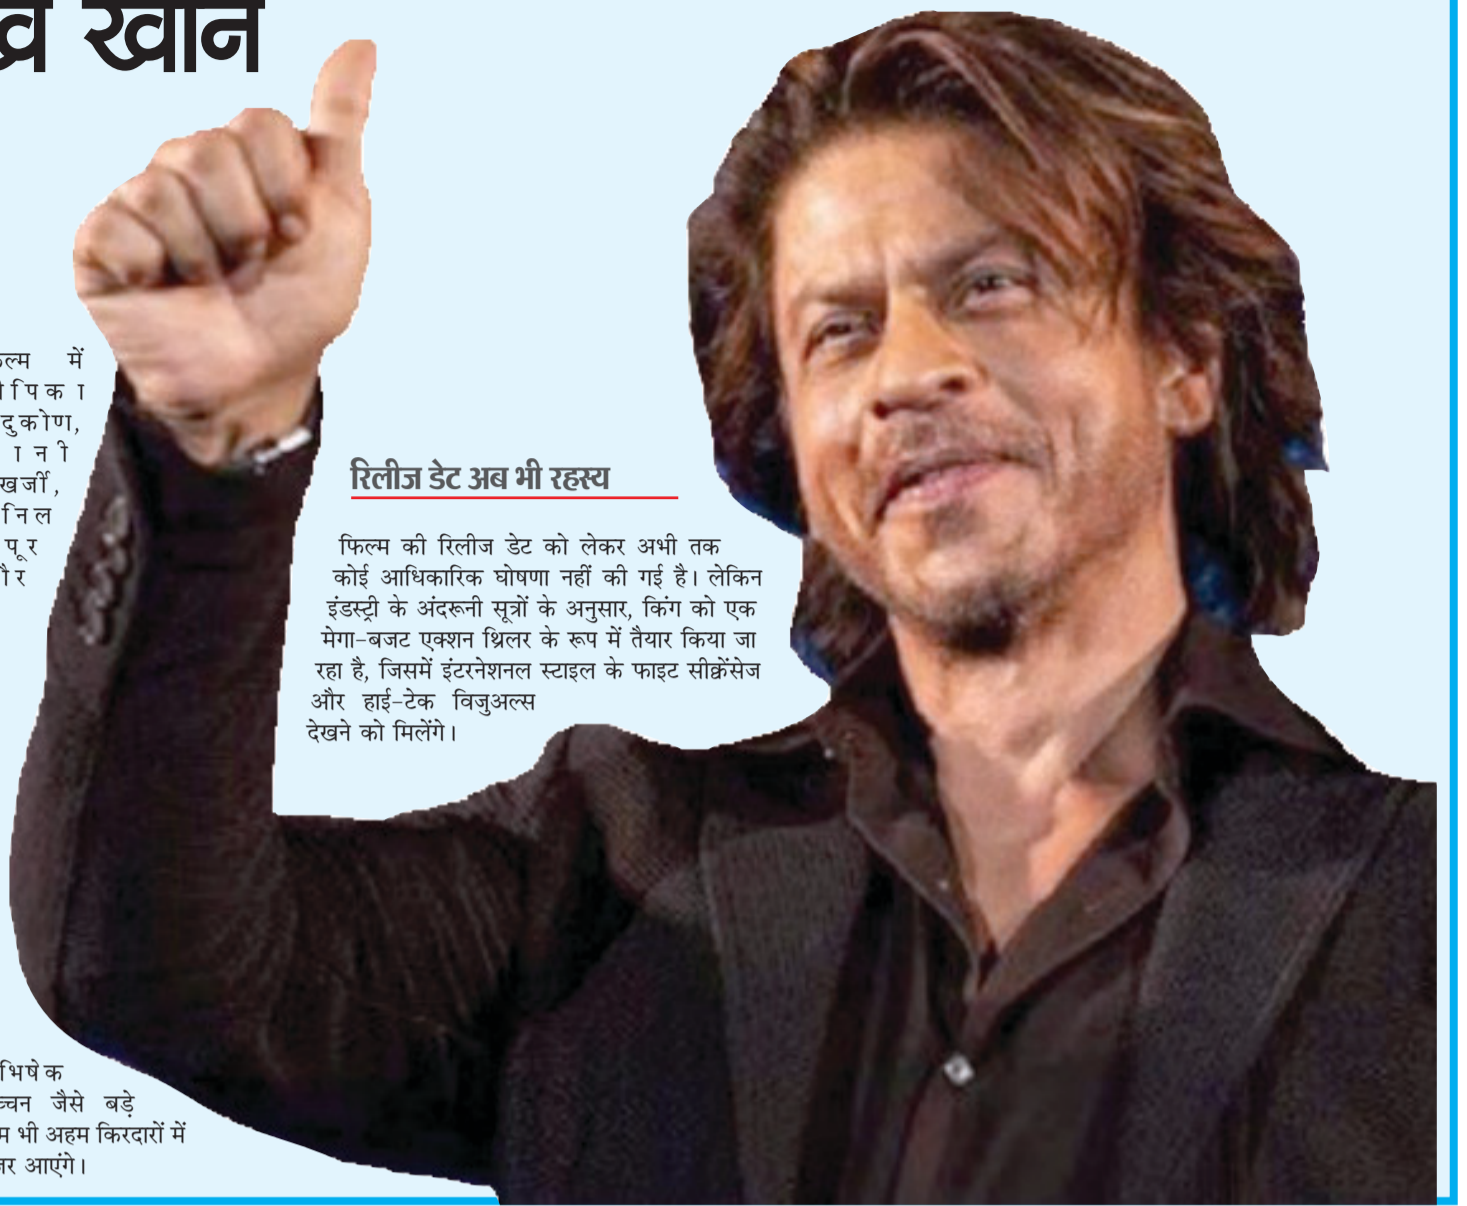 ख खान
में
दुकोण,
रिलीज डेट अब भी रहस्य
फिल्म की रिलीज डेट को लेकर अभी तक
कोई आधिकारिक घोषणा नहीं की गई है। लेकिन
इंडस्ट्री के अंदरूनी सूत्रों के अनुसार, किंग को एक
मेगा-बजट एक्शन थ्रिलर के रूप में तैयार किया जा
रहा है, जिसमें इंटरनेशनल स्टाइल के फाइट सीक्वेंसेज
और हाई-टेक विजुअल्स
देखने को मिलेंगे।
जैसे बड़े
भी अहम किरदारों में
आएंगे।